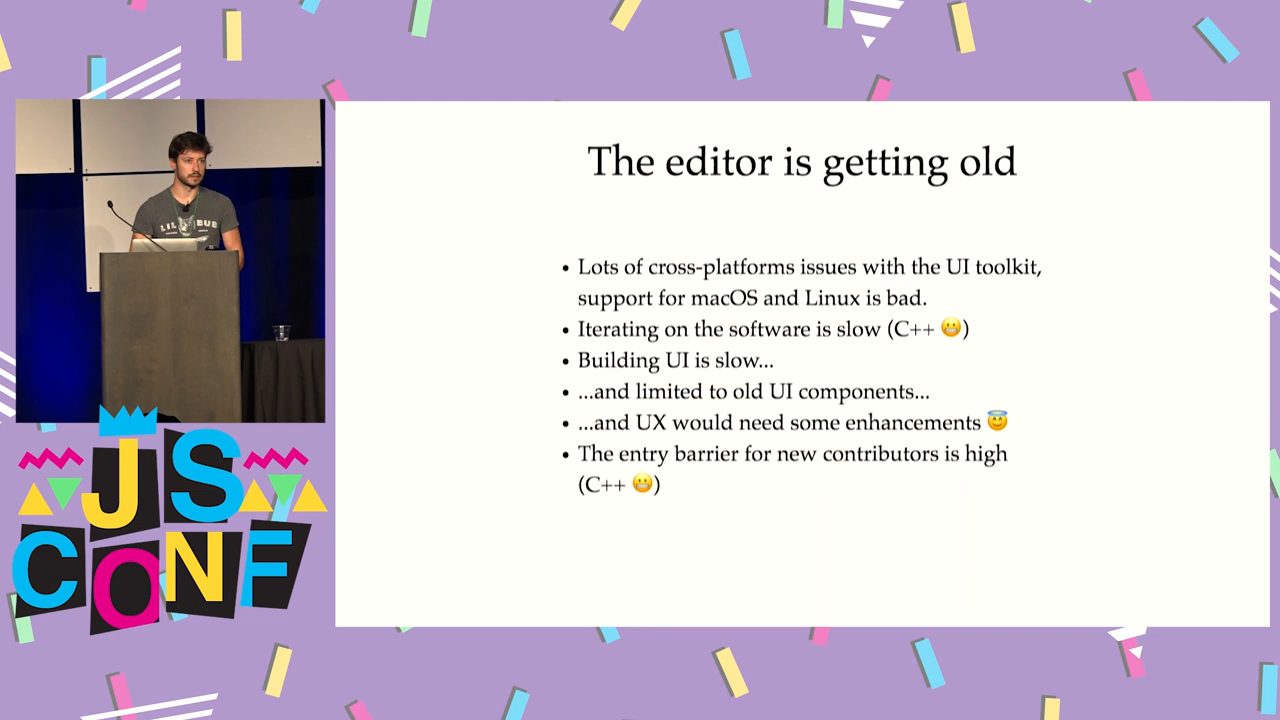 The editor is getting old
• Lots of cross-platforms issues with the UI toolkit,
support for macOS and Linux is bad.
• Iterating on the software is slow (C++ 😬)
• Building UI is slow...
• ...and limited to old UI components...
• ...and UX would need some enhancements 😇
• The entry barrier for new contributors is high
(C++ 😬)
LIL BUB
JS
CONF